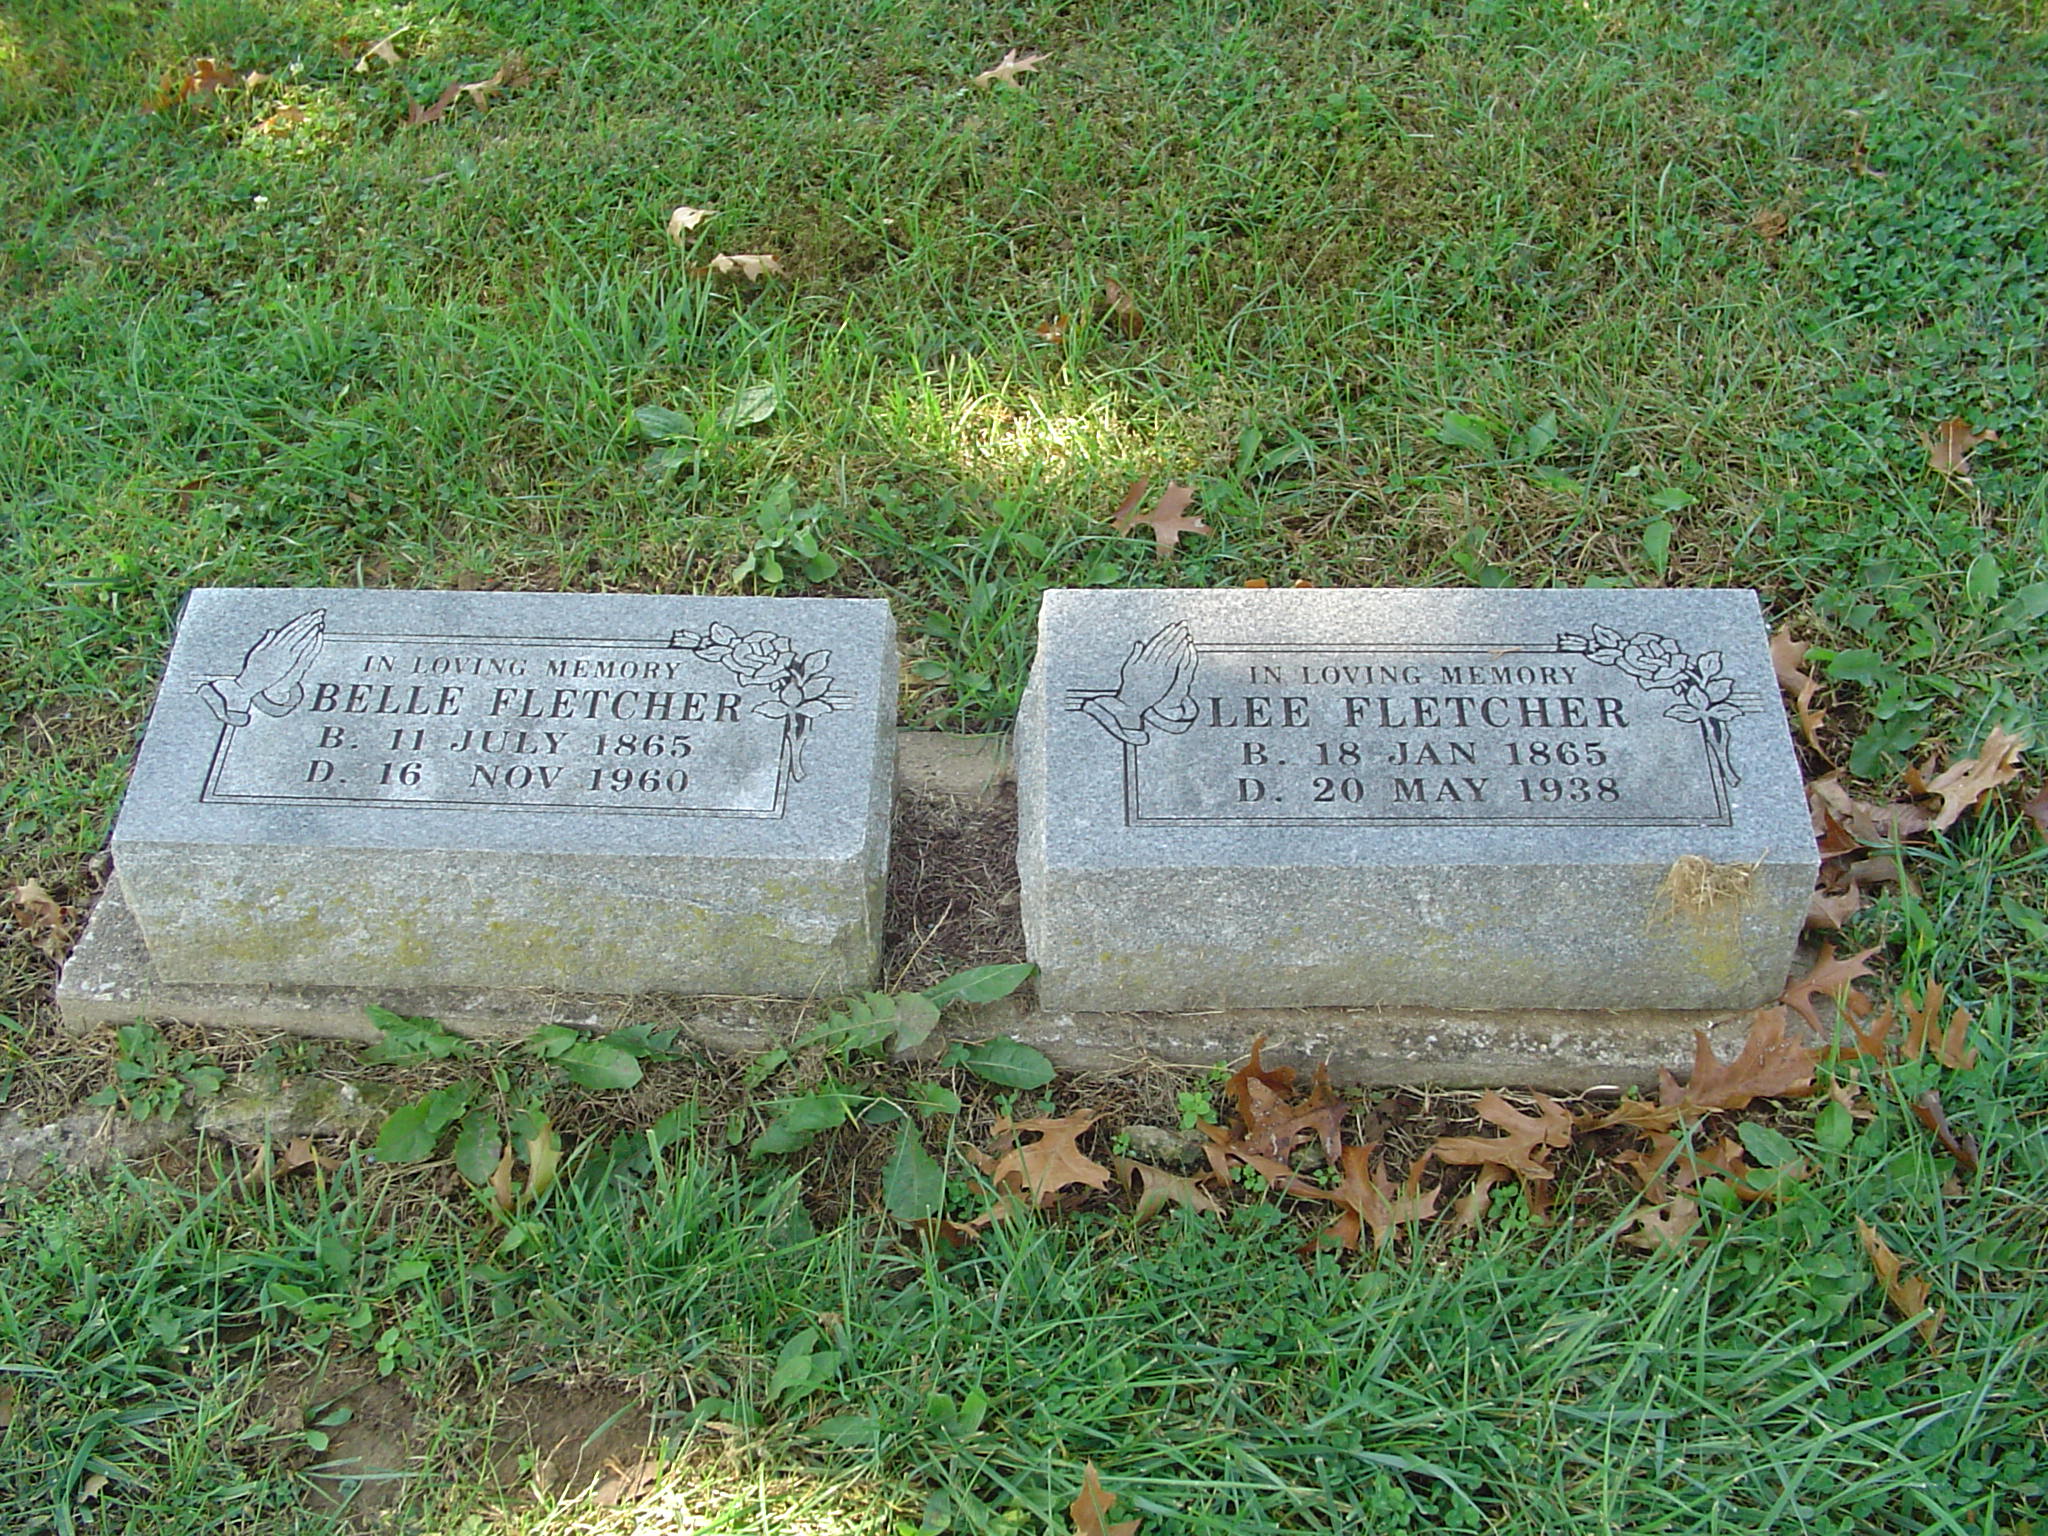 IN LOVING MEMORY
BELLE FLETCHER
B. 11 JULY 1865
D. 16 NOV 1960
IN LOVING MEMORY
LEE FLETCHER
B. 18 JAN 1865
D. 20 MAY 1938